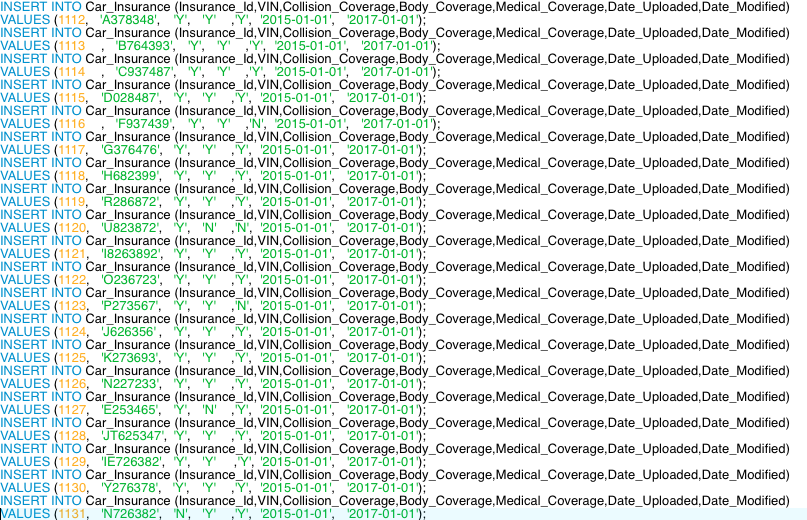 INSERT INTO Car_Insurance (Insurance_Id,VIN,Collision_Coverage,Body_Coverage,Medical_Coverage,Date_Uploaded,Date_Modified)
VALUES (1112, 'A378348', 'Y', 'Y' ,'Y', '2015-01-01', '2017-01-01');
INSERT INTO Car_Insurance (Insurance_Id,VIN,Collision_Coverage,Body_Coverage,Medical_Coverage,Date_Uploaded,Date_Modified)
VALUES (1113 , 'B764393', 'Y', 'Y' ,'Y', '2015-01-01', '2017-01-01');
INSERT INTO Car_Insurance (Insurance_Id,VIN,Collision_Coverage,Body_Coverage,Medical_Coverage,Date_Uploaded,Date_Modified)
VALUES (1114 , 'C937487', 'Y', 'Y' ,'Y', '2015-01-01', '2017-01-01');
INSERT INTO Car_Insurance (Insurance_Id,VIN,Collision_Coverage,Body_Coverage,Medical_Coverage,Date_Uploaded,Date_Modified)
VALUES (1115, 'D028487', 'Y', 'Y' ,'Y', '2015-01-01', '2017-01-01');
INSERT INTO Car_Insurance (Insurance_Id,VIN,Collision_Coverage,Body_Coverage,Medical_Coverage,Date_Uploaded,Date_Modified)
VALUES (1116 , 'F937439', 'Y', 'Y' ,'N', '2015-01-01', '2017-01-01');
INSERT INTO Car_Insurance (Insurance_Id,VIN,Collision_Coverage,Body_Coverage,Medical_Coverage,Date_Uploaded,Date_Modified)
VALUES (1117, 'G376476', 'Y', 'Y' ,'Y', '2015-01-01', '2017-01-01');
INSERT INTO Car_Insurance (Insurance_Id,VIN,Collision_Coverage,Body_Coverage,Medical_Coverage,Date_Uploaded,Date_Modified)
VALUES (1118, 'H682399', 'Y', 'Y' ,'Y', '2015-01-01', '2017-01-01');
INSERT INTO Car_Insurance (Insurance_Id,VIN,Collision_Coverage,Body_Coverage,Medical_Coverage,Date_Uploaded,Date_Modified)
VALUES (1119, 'R286872', 'Y', 'Y' ,'Y', '2015-01-01', '2017-01-01');
INSERT INTO Car_Insurance (Insurance_Id,VIN,Collision_Coverage,Body_Coverage,Medical_Coverage,Date_Uploaded,Date_Modified)
VALUES (1120, 'U823872', 'Y', 'N' ,'N', '2015-01-01', '2017-01-01');
INSERT INTO Car_Insurance (Insurance_Id,VIN,Collision_Coverage,Body_Coverage,Medical_Coverage,Date_Uploaded,Date_Modified)
VALUES (1121, 'I8263892', 'Y', 'Y' ,'Y', '2015-01-01', '2017-01-01');
INSERT INTO Car_Insurance (Insurance_Id,VIN,Collision_Coverage,Body_Coverage,Medical_Coverage,Date_Uploaded,Date_Modified)
VALUES (1122, 'O236723', 'Y', 'Y' ,'Y', '2015-01-01', '2017-01-01');
INSERT INTO Car_Insurance (Insurance_Id,VIN,Collision_Coverage,Body_Coverage,Medical_Coverage,Date_Uploaded,Date_Modified)
VALUES (1123, 'P273567', 'Y', 'Y' ,'N', '2015-01-01', '2017-01-01');
INSERT INTO Car_Insurance (Insurance_Id,VIN,Collision_Coverage,Body_Coverage,Medical_Coverage,Date_Uploaded,Date_Modified)
VALUES (1124, 'J626356', 'Y', 'Y' ,'Y', '2015-01-01', '2017-01-01');
INSERT INTO Car_Insurance (Insurance_Id,VIN,Collision_Coverage,Body_Coverage,Medical_Coverage,Date_Uploaded,Date_Modified)
VALUES (1125, 'K273693', 'Y', 'Y' ,'Y', '2015-01-01', '2017-01-01');
INSERT INTO Car_Insurance (Insurance_Id,VIN,Collision_Coverage,Body_Coverage,Medical_Coverage,Date_Uploaded,Date_Modified)
VALUES (1126, 'N227233', 'Y', 'Y' ,'Y', '2015-01-01', '2017-01-01');
INSERT INTO Car_Insurance (Insurance_Id,VIN,Collision_Coverage,Body_Coverage,Medical_Coverage,Date_Uploaded,Date_Modified)
VALUES (1127, 'E253465', 'Y', 'N' ,'Y', '2015-01-01', '2017-01-01');
INSERT INTO Car_Insurance (Insurance_Id,VIN,Collision_Coverage,Body_Coverage,Medical_Coverage,Date_Uploaded,Date_Modified)
VALUES (1128, 'JT625347', 'Y', 'Y' ,'Y', '2015-01-01', '2017-01-01');
INSERT INTO Car_Insurance (Insurance_Id,VIN,Collision_Coverage,Body_Coverage,Medical_Coverage,Date_Uploaded,Date_Modified)
VALUES (1129, 'IE726382', 'Y', 'Y' ,'Y', '2015-01-01', '2017-01-01');
INSERT INTO Car_Insurance (Insurance_Id,VIN,Collision_Coverage,Body_Coverage,Medical_Coverage,Date_Uploaded,Date_Modified)
VALUES (1130, 'Y276378', 'Y', 'Y' ,'Y', '2015-01-01', '2017-01-01');
INSERT INTO Car_Insurance (Insurance_Id,VIN,Collision_Coverage,Body_Coverage,Medical_Coverage,Date_Uploaded,Date_Modified)
VALUES (1131, 'N726382', 'N', 'Y' ,'Y', '2015-01-01', '2017-01-01');